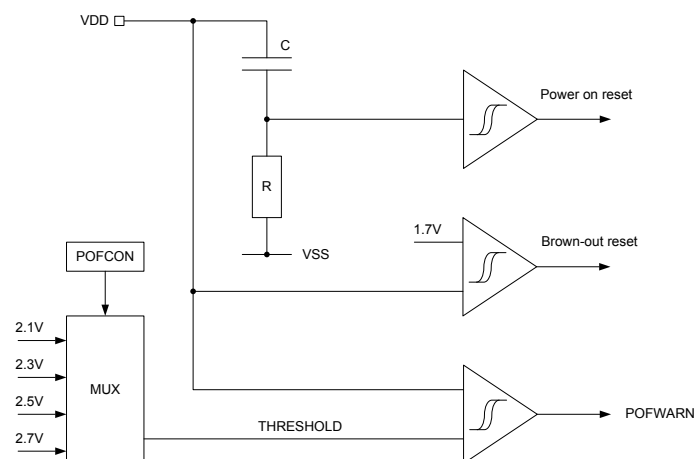 VDD
C
Power on reset
R
1.7V
Brown-out reset
VSS
POFCON
2.1V
2.3V
MUX
2.5V
THRESHOLD
POFWARN
2.7V